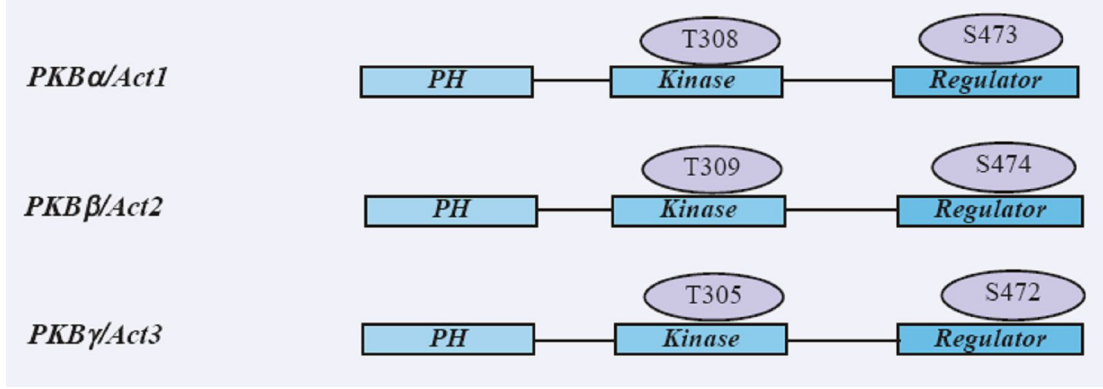 T308 S473
PKBα/Act1 PH Kinase Regulator
T309 S474
PKBβ/Act2 PH Kinase Regulator
T305 S472
PKBγ/Act3 PH Kinase Regulator